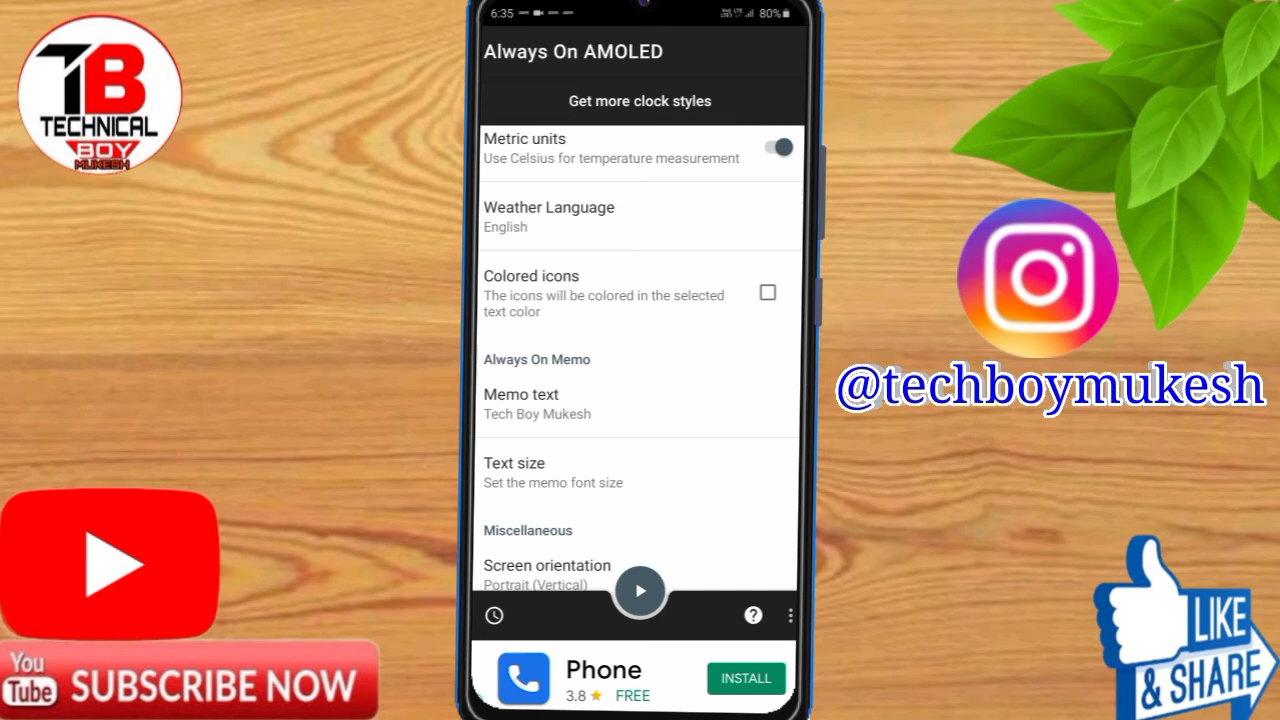 TB
TECHNICAL
BOY
MUKESH
6:35
80%
Always On AMOLED
Get more clock styles
Metric units
Use Celsius for temperature measurement
Weather Language
English
Colored icons
The icons will be colored in the selected
text color
Always On Memo
Memo text
Tech Boy Mukesh
Text size
Set the memo font size
Miscellaneous
Screen orientation
Portrait (Vertical)
?
Phone
3.8 ★ FREE
INSTALL
@techboymukesh
You
Tube
SUBSCRIBE NOW
LIKE
& SHARE